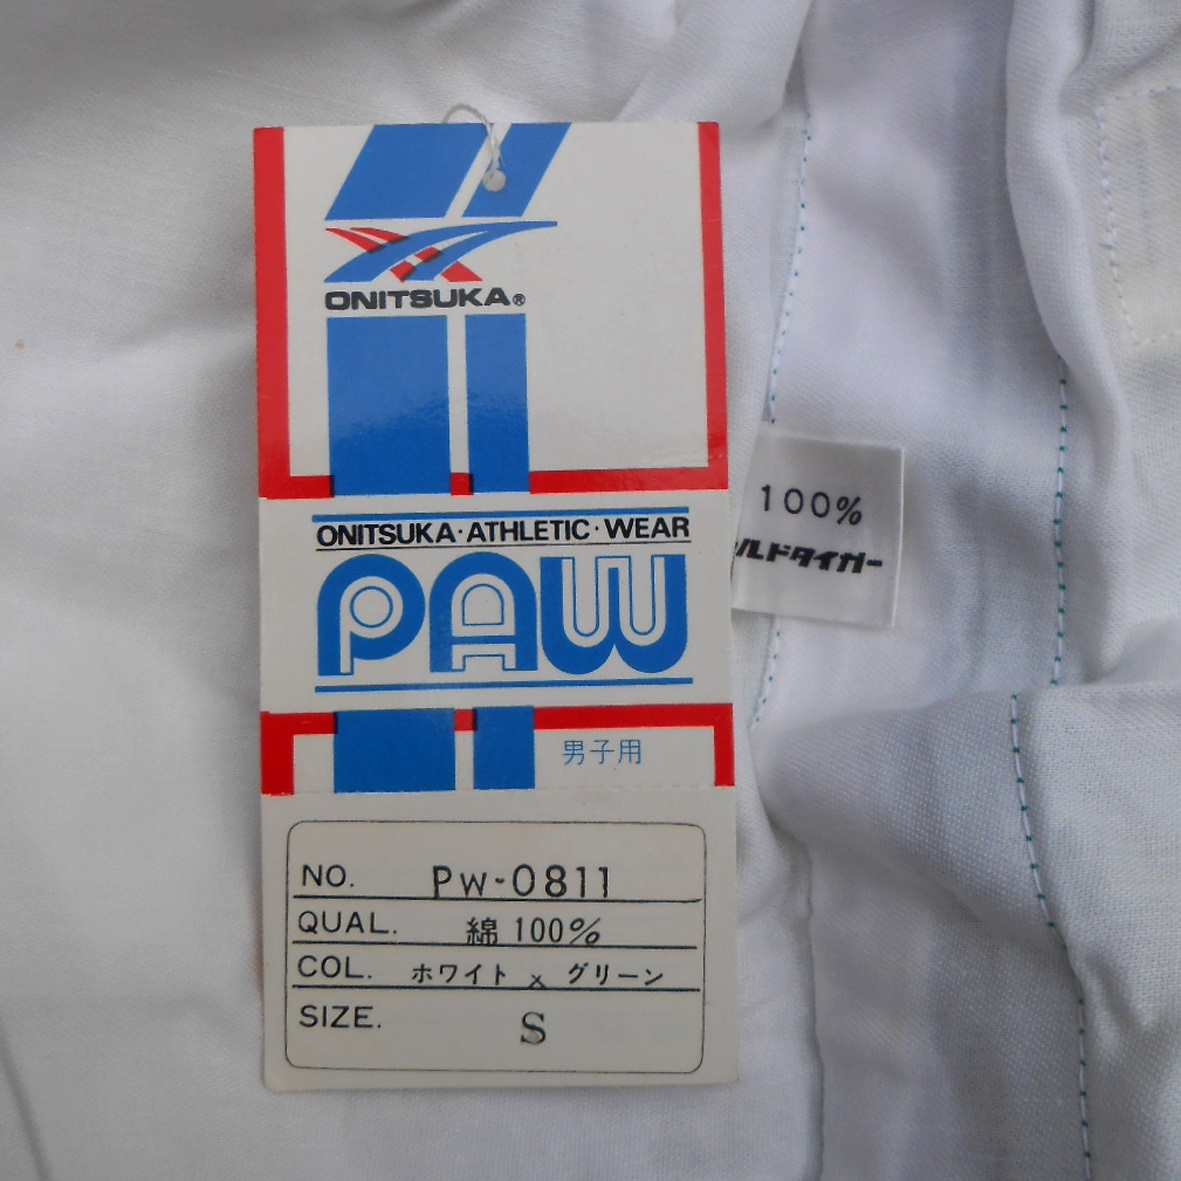 ONITSUKA®
ONITSUKA·ATHLETIC·WEAR
PAW
男子用
NO. PW-0811
QUAL. 綿 100%
COL. ホワイト × グリーン
SIZE. S
100%
ールドタイガー